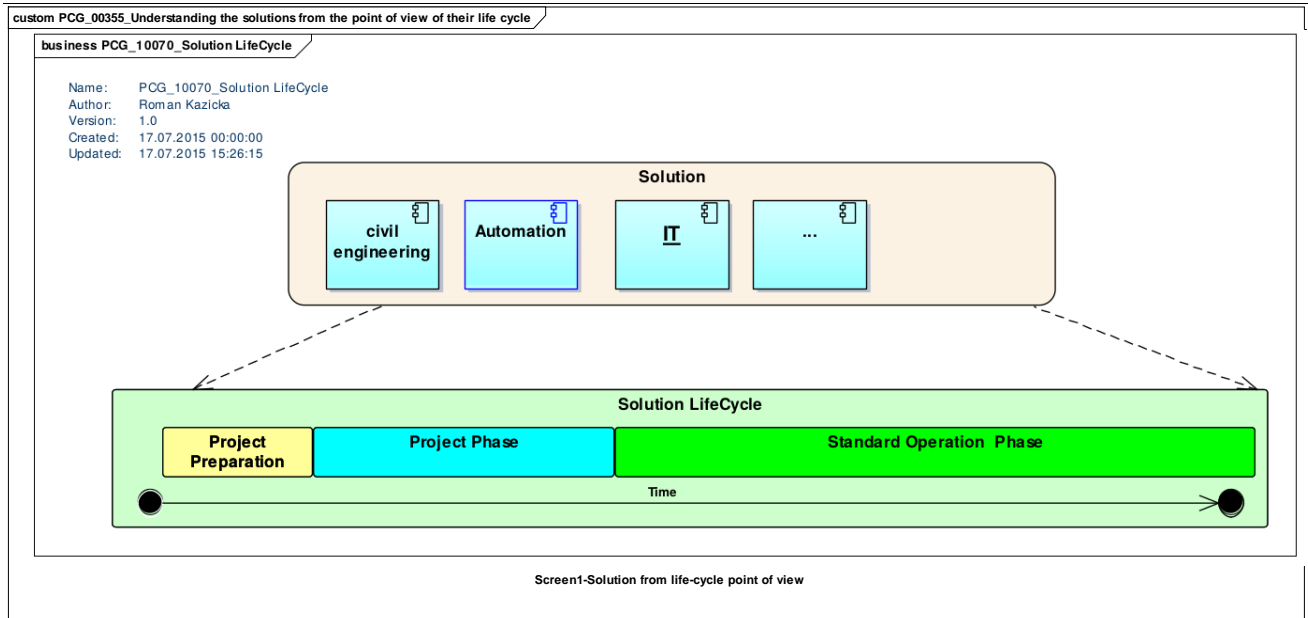 custom PCG_00355_Understanding the solutions from the point of view of their life cycle
business PCG_10070_Solution LifeCycle
Name: PCG_10070_Solution LifeCycle
Author: Roman Kazicka
Version: 1.0
Created: 17.07.2015 00:00:00
Updated: 17.07.2015 15:26:15
Solution
civil
engineering
Automation
IT
...
Solution LifeCycle
Project
Preparation
Project Phase
Standard Operation Phase
Time
Screen1-Solution from life-cycle point of view